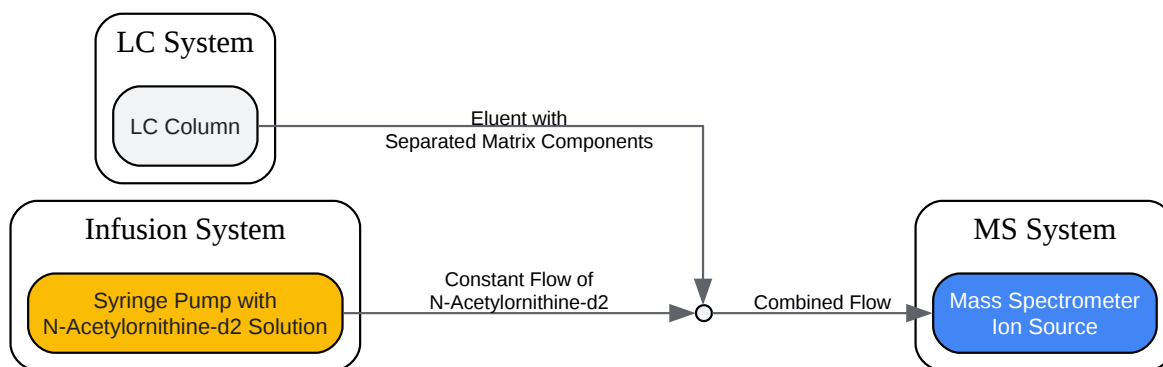 LC System
LC Column
Eluent with
Separated Matrix Components
Infusion System
Syringe Pump with
N-Acetylornithine-d2 Solution
Constant Flow of
N-Acetylornithine-d2
Combined Flow
MS System
Mass Spectrometer
Ion Source